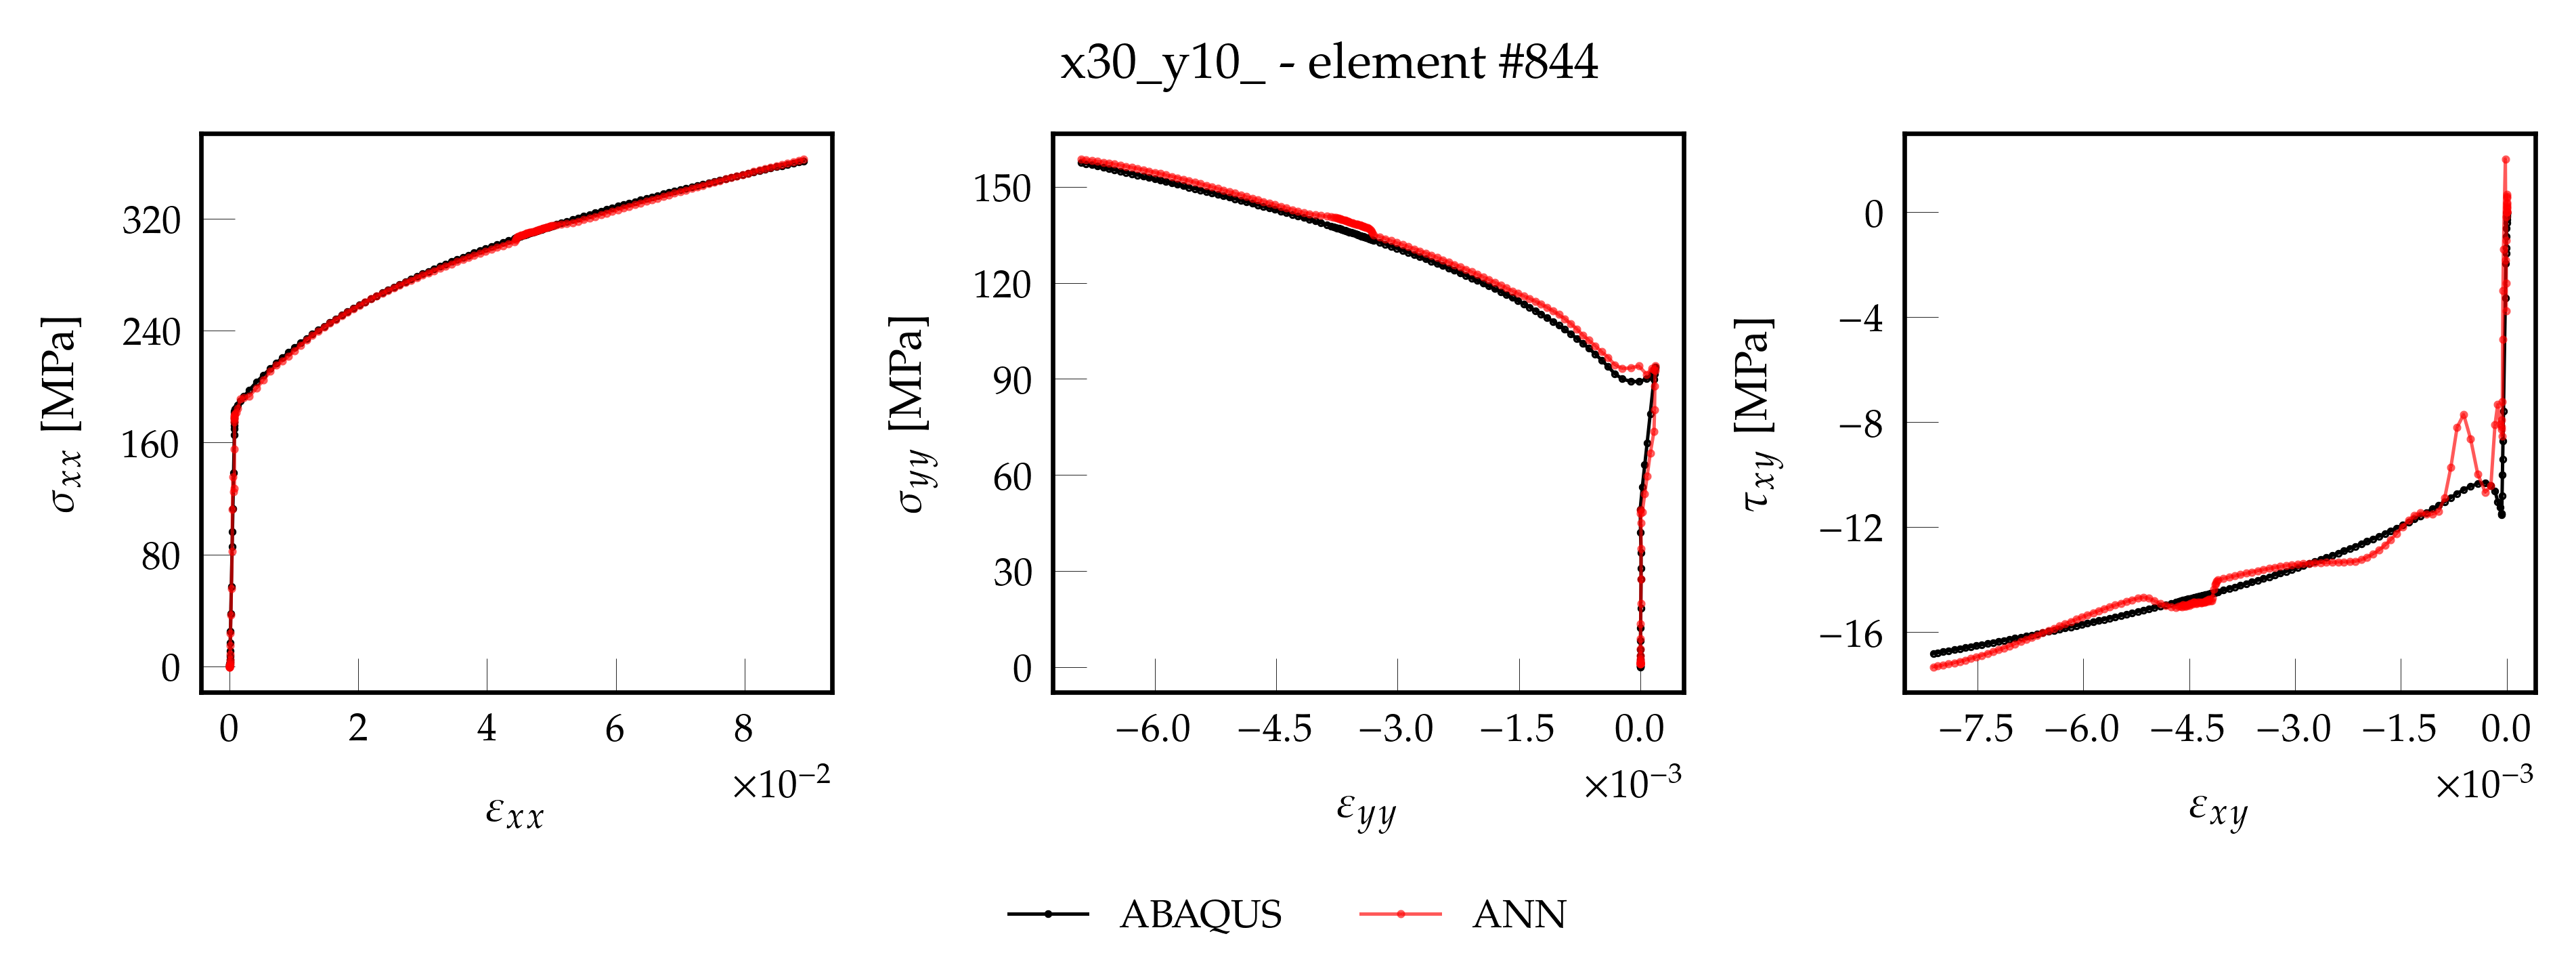 x30_y10_ - element #844
σxx [MPa]
320
240
160
80
0
0 2 4 6 8
×10⁻²
εxx
σyy [MPa]
150
120
90
60
30
0
−6.0 −4.5 −3.0 −1.5 0.0
×10⁻³
εyy
τxy [MPa]
0
−4
−8
−12
−16
−7.5 −6.0 −4.5 −3.0 −1.5 0.0
×10⁻³
εxy
ABAQUS ANN